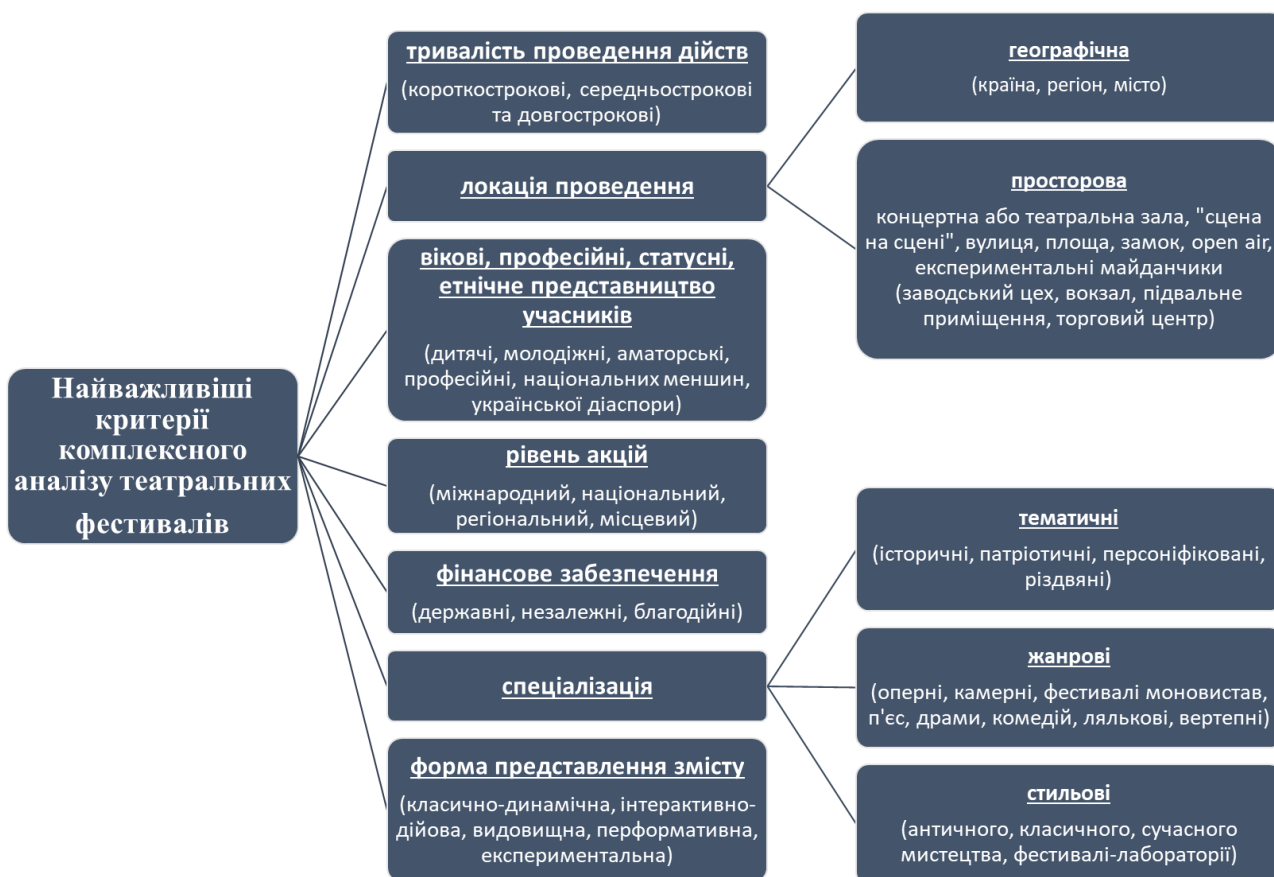 Найважливіші
критерії
комплексного
аналізу театральних
фестивалів
тривалість проведення дійств
(короткострокові, середньострокові
та довгострокові)
локація проведення
географічна
(країна, регіон, місто)
просторова
концертна або театральна зала, "сцена
на сцені", вулиця, площа, замок, open air,
експериментальні майданчики
(заводський цех, вокзал, підвальне
приміщення, торговий центр)
вікові, професійні, статусні,
етнічне представництво
учасників
(дитячі, молодіжні, аматорські,
професійні, національних меншин,
української діаспори)
рівень акцій
(міжнародний, національний,
регіональний, місцевий)
фінансове забезпечення
(державні, незалежні, благодійні)
спеціалізація
тематичні
(історичні, патріотичні, персоніфіковані,
різдвяні)
жанрові
(оперні, камерні, фестивалі моновистав,
п'єс, драми, комедій, лялькові, вертепні)
стильові
(античного, класичного, сучасного
мистецтва, фестивалі-лабораторії)
форма представлення змісту
(класично-динамічна, інтерактивно-
дійова, видовищна, перформативна,
експериментальна)